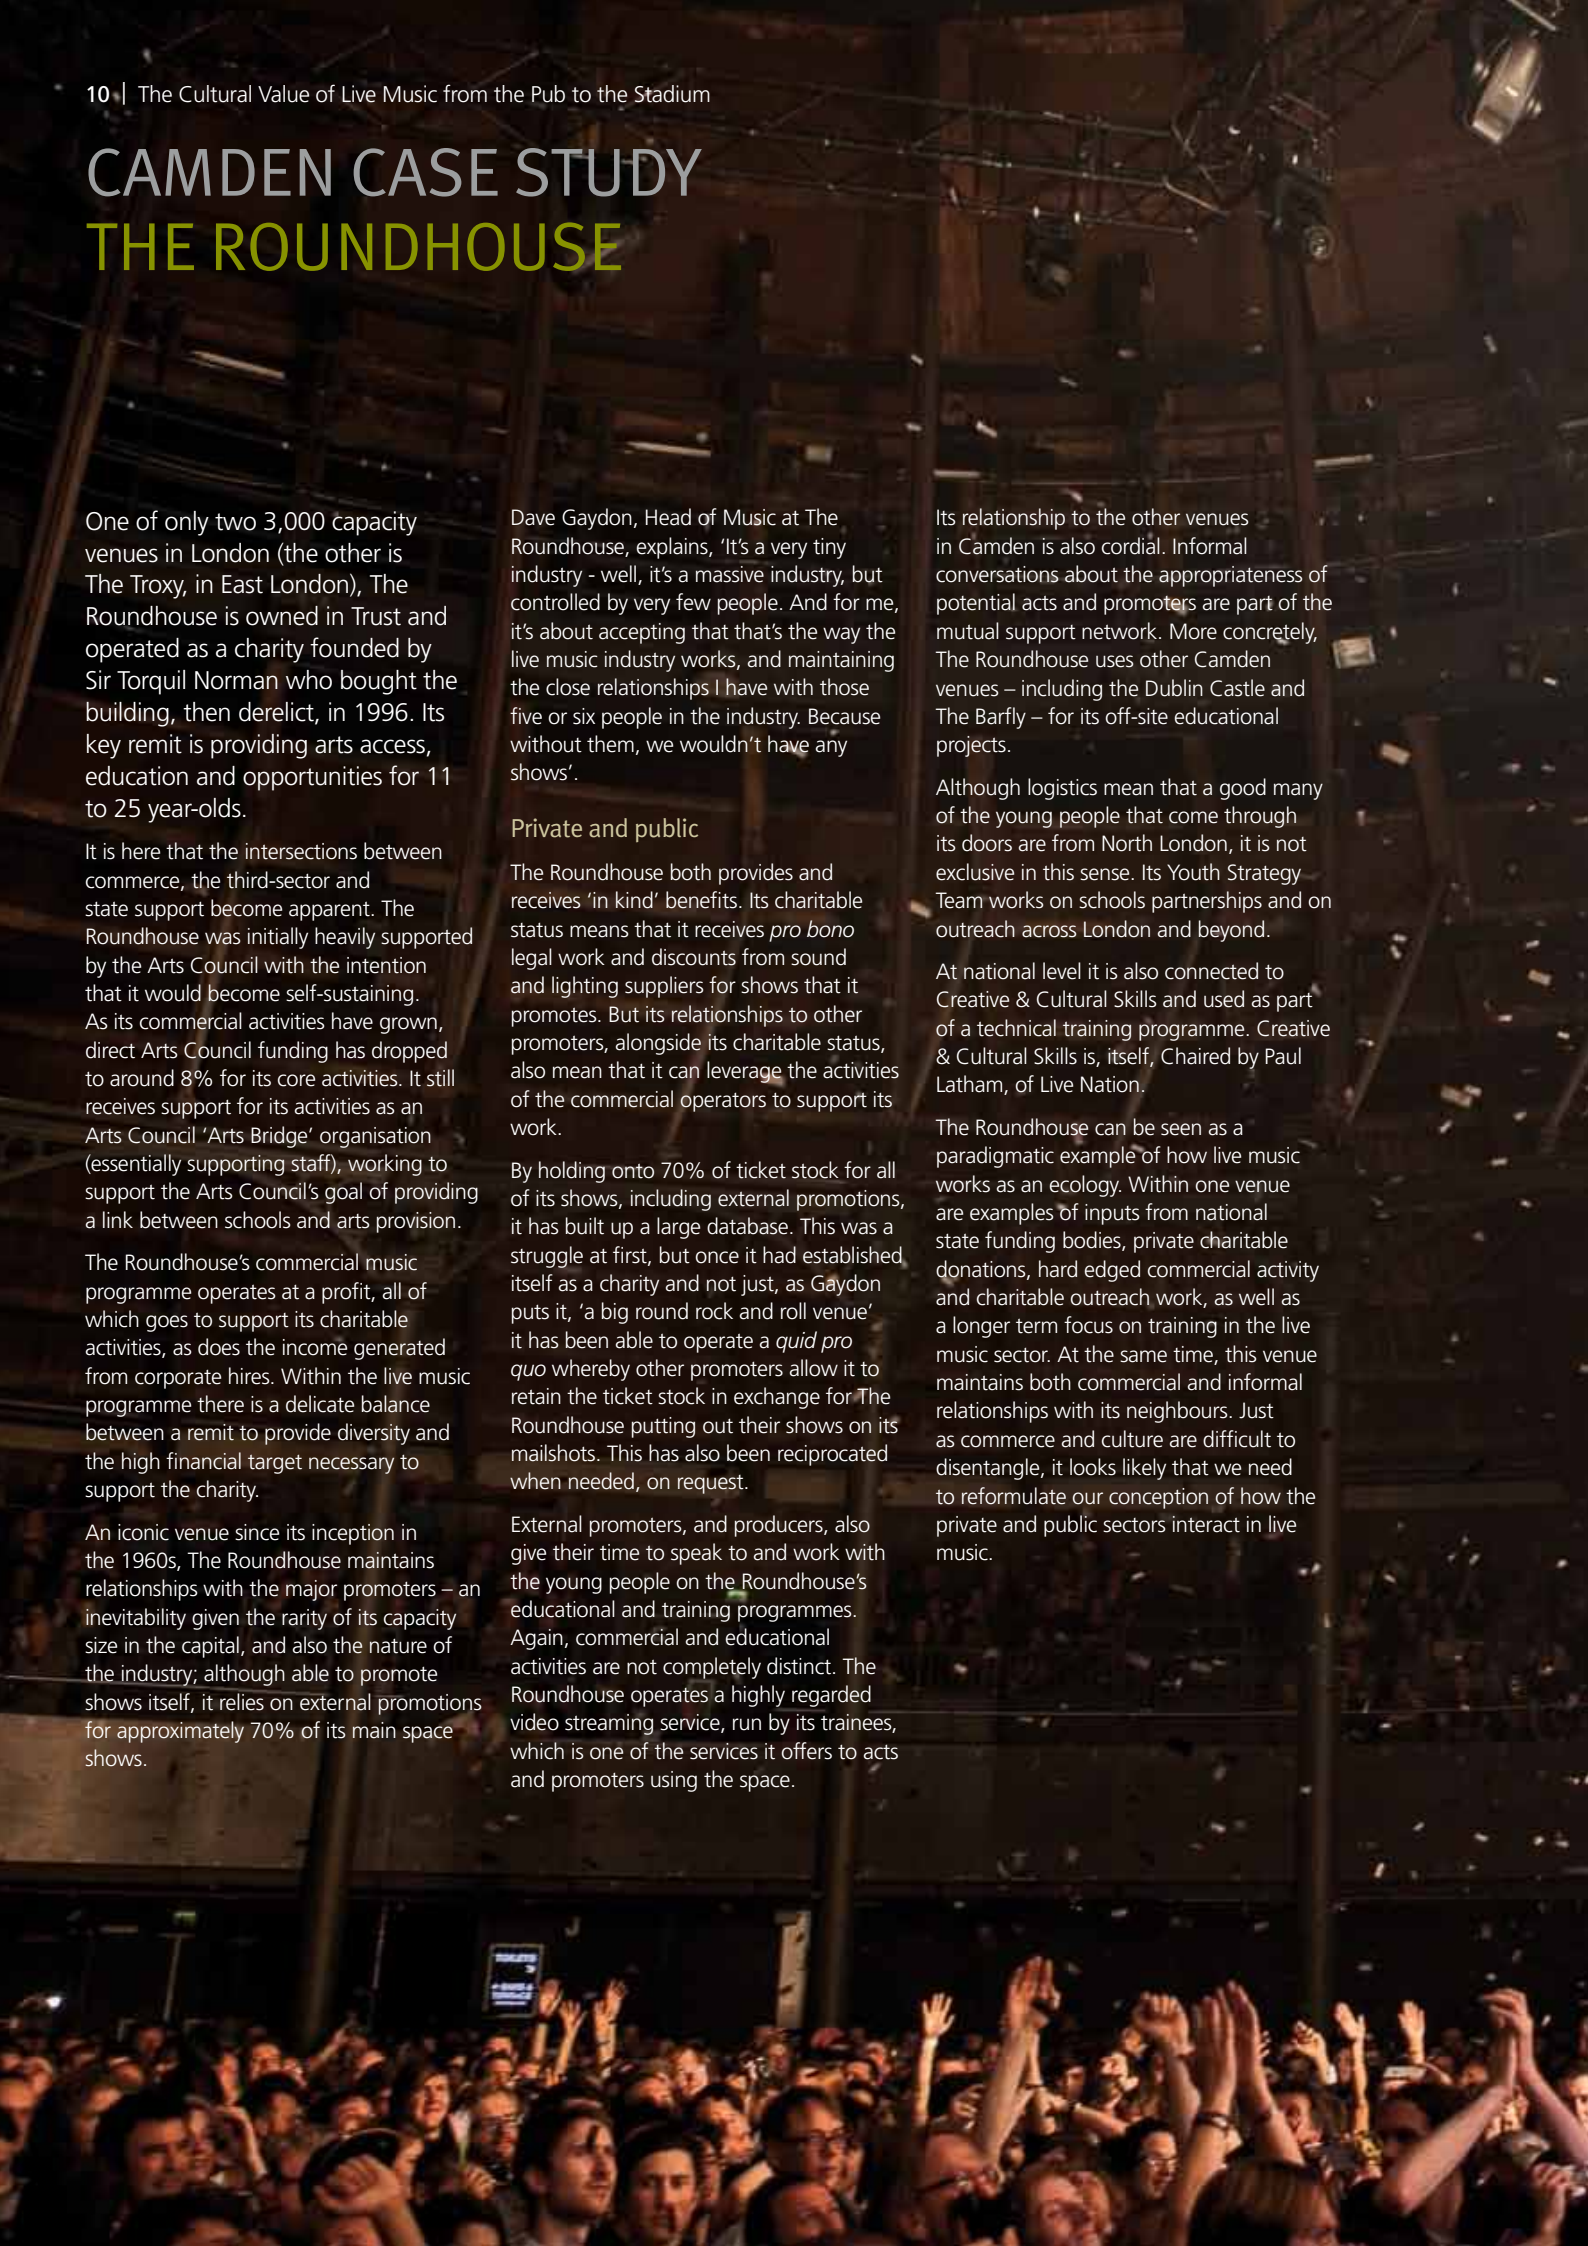 10 | The Cultural Value of Live Music from the Pub to the Stadium
CAMDEN CASE STUDY
THE ROUNDHOUSE
One of only two 3,000 capacity
venues in London (the other is
The Troxy, in East London), The
Roundhouse is owned in Trust and
operated as a charity founded by
Sir Torquil Norman who bought the
building, then derelict, in 1996. Its
key remit is providing arts access,
education and opportunities for 11
to 25 year-olds.
It is here that the intersections between
commerce, the third-sector and
state support become apparent. The
Roundhouse was initially heavily supported
by the Arts Council with the intention
that it would become self-sustaining.
As its commercial activities have grown,
direct Arts Council funding has dropped
to around 8% for its core activities. It still
receives support for its activities as an
Arts Council ‘Arts Bridge’ organisation
(essentially supporting staff), working to
support the Arts Council’s goal of providing
a link between schools and arts provision.
The Roundhouse’s commercial music
programme operates at a profit, all of
which goes to support its charitable
activities, as does the income generated
from corporate hires. Within the live music
programme there is a delicate balance
between a remit to provide diversity and
the high financial target necessary to
support the charity.
An iconic venue since its inception in
the 1960s, The Roundhouse maintains
relationships with the major promoters – an
inevitability given the rarity of its capacity
size in the capital, and also the nature of
the industry; although able to promote
shows itself, it relies on external promotions
for approximately 70% of its main space
shows.
Dave Gaydon, Head of Music at The
Roundhouse, explains, ‘It’s a very tiny
industry - well, it’s a massive industry, but
controlled by very few people. And for me,
it’s about accepting that that’s the way the
live music industry works, and maintaining
the close relationships I have with those
five or six people in the industry. Because
without them, we wouldn’t have any
shows’.
Private and public
The Roundhouse both provides and
receives ‘in kind’ benefits. Its charitable
status means that it receives pro bono
legal work and discounts from sound
and lighting suppliers for shows that it
promotes. But its relationships to other
promoters, alongside its charitable status,
also mean that it can leverage the activities
of the commercial operators to support its
work.
By holding onto 70% of ticket stock for all
of its shows, including external promotions,
it has built up a large database. This was a
struggle at first, but once it had established
itself as a charity and not just, as Gaydon
puts it, ‘a big round rock and roll venue’
it has been able to operate a quid pro
quo whereby other promoters allow it to
retain the ticket stock in exchange for The
Roundhouse putting out their shows on its
mailshots. This has also been reciprocated
when needed, on request.
External promoters, and producers, also
give their time to speak to and work with
the young people on the Roundhouse’s
educational and training programmes.
Again, commercial and educational
activities are not completely distinct. The
Roundhouse operates a highly regarded
video streaming service, run by its trainees,
which is one of the services it offers to acts
and promoters using the space.
Its relationship to the other venues
in Camden is also cordial. Informal
conversations about the appropriateness of
potential acts and promoters are part of the
mutual support network. More concretely,
The Roundhouse uses other Camden
venues – including the Dublin Castle and
The Barfly – for its off-site educational
projects.
Although logistics mean that a good many
of the young people that come through
its doors are from North London, it is not
exclusive in this sense. Its Youth Strategy
Team works on schools partnerships and on
outreach across London and beyond.
At national level it is also connected to
Creative & Cultural Skills and used as part
of a technical training programme. Creative
& Cultural Skills is, itself, Chaired by Paul
Latham, of Live Nation.
The Roundhouse can be seen as a
paradigmatic example of how live music
works as an ecology. Within one venue
are examples of inputs from national
state funding bodies, private charitable
donations, hard edged commercial activity
and charitable outreach work, as well as
a longer term focus on training in the live
music sector. At the same time, this venue
maintains both commercial and informal
relationships with its neighbours. Just
as commerce and culture are difficult to
disentangle, it looks likely that we need
to reformulate our conception of how the
private and public sectors interact in live
music.